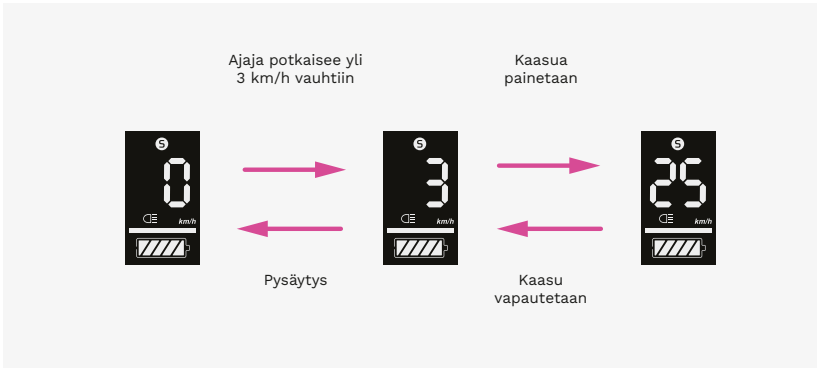 Ajaja potkaisee yli
3 km/h vauhtiin
Kaasua
painetaan
S
0
km/h
S
3
km/h
S
25
km/h
Pysäytys
Kaasu
vapautetaan